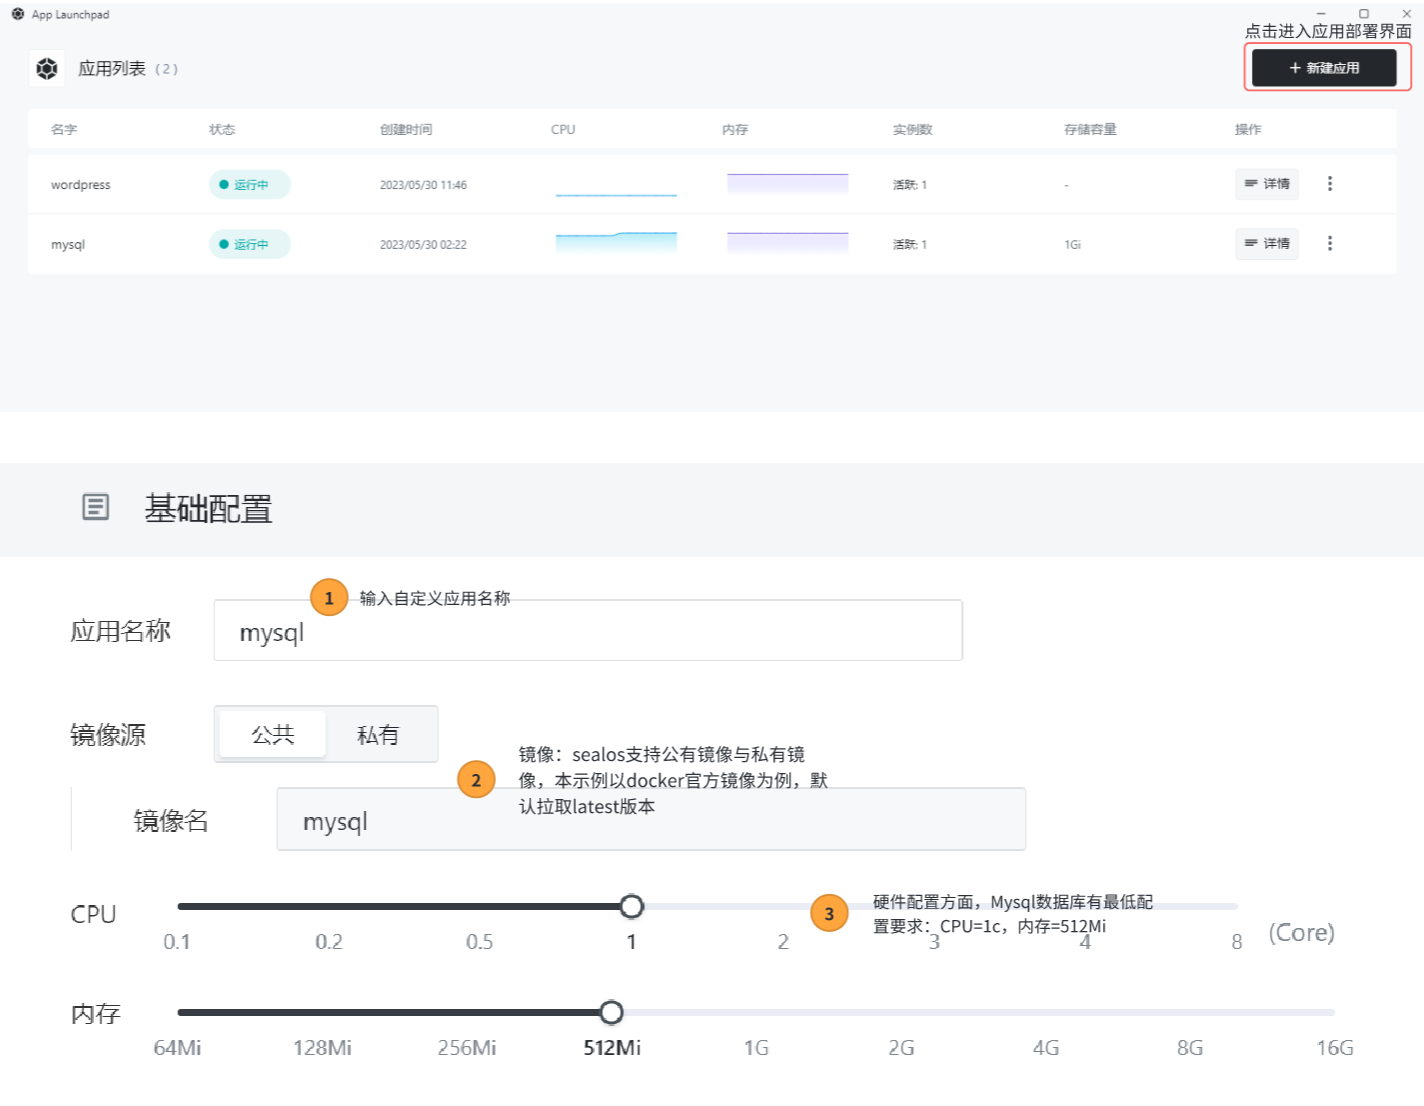 App Launchpad
点击进入应用部署界面
应用列表 ( 2 )
+ 新建应用
名字 状态 创建时间 CPU 内存 实例数 存储容量 操作
wordpress 运行中 2023/05/30 11:46 活跃: 1 - 详情
mysql 运行中 2023/05/30 02:22 活跃: 1 1Gi 详情
基础配置
1 输入自定义应用名称
应用名称 mysql
镜像源 公共 私有
2 镜像：sealos支持公有镜像与私有镜
像，本示例以docker官方镜像为例，默
认拉取latest版本
镜像名 mysql
CPU
3 硬件配置方面，Mysql数据库有最低配
置要求：CPU=1c，内存=512Mi
0.1 0.2 0.5 1 2 3 4 8 (Core)
内存
64Mi 128Mi 256Mi 512Mi 1G 2G 4G 8G 16G